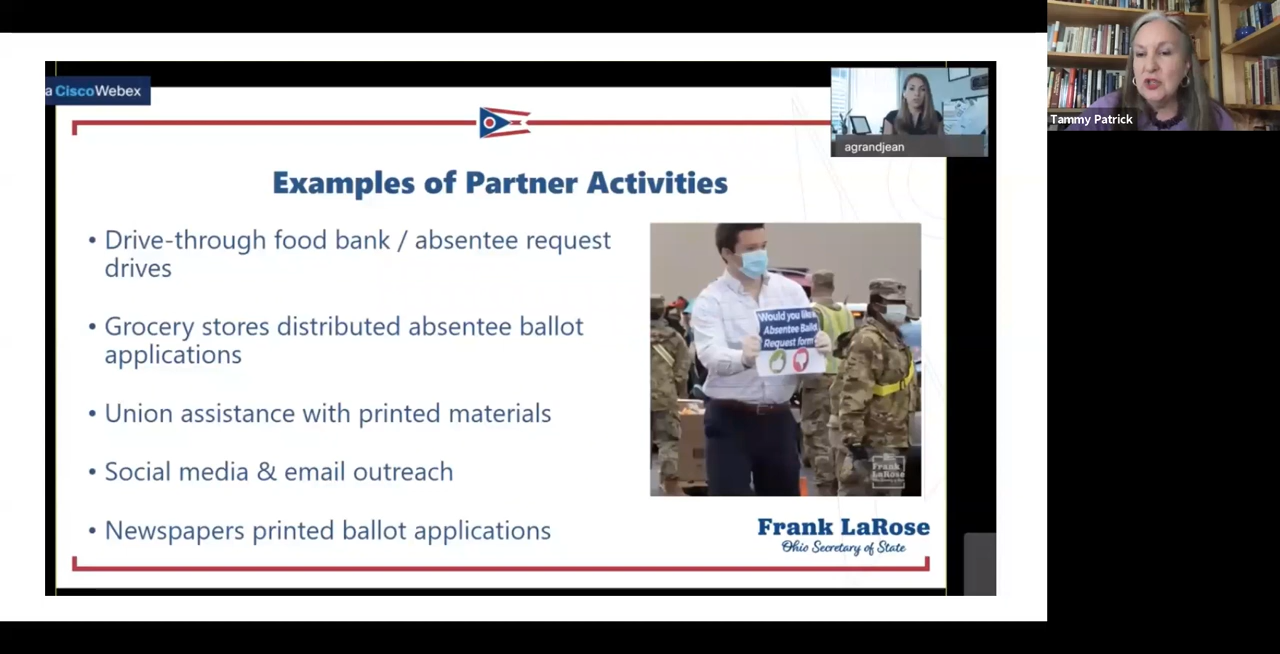 a CiscoWebex
agrandjean
Tammy Patrick
Examples of Partner Activities
• Drive-through food bank / absentee request
drives
• Grocery stores distributed absentee ballot
applications
• Union assistance with printed materials
• Social media & email outreach
• Newspapers printed ballot applications
Would you like
Absentee Ballot
Request form
Frank
LaRose
Frank LaRose
Ohio Secretary of State